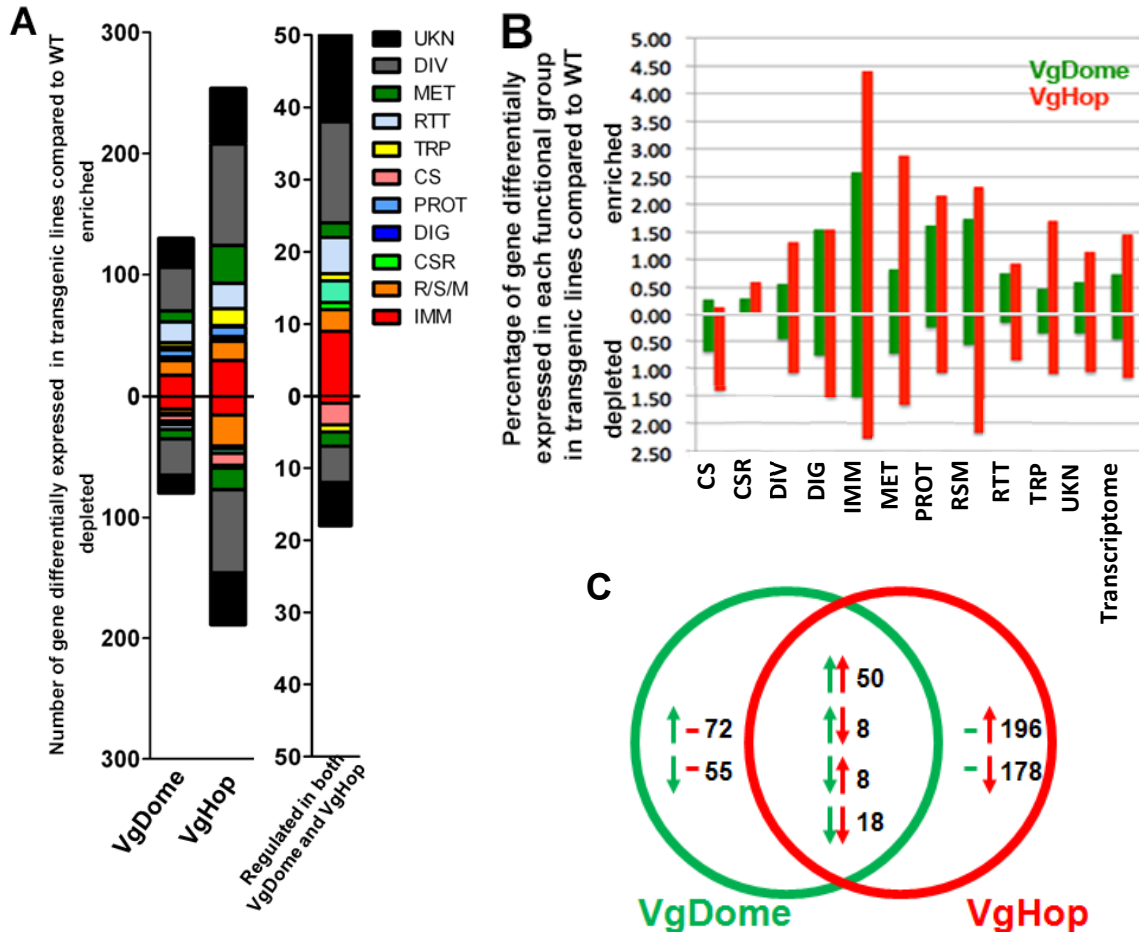 A
Number of gene differentially expressed in transgenic lines compared to WT
enriched
depleted
300
200
100
0
100
200
300
VgDome
VgHop
50
40
30
20
10
0
10
20
30
40
50
Regulated in both
VgDome and VgHop
UKN
DIV
MET
RTT
TRP
CS
PROT
DIG
CSR
R/S/M
IMM
B
Percentage of gene differentially
expressed in each functional group
in transgenic lines compared to WT
enriched
depleted
5.00
4.50
4.00
3.50
3.00
2.50
2.00
1.50
1.00
0.50
0.00
0.50
1.00
1.50
2.00
2.50
VgDome
VgHop
CS
CSR
DIV
DIG
IMM
MET
PROT
RSM
RTT
TRP
UKN
Transcriptome
C
50
8
8
18
72
55
196
178
VgDome
VgHop